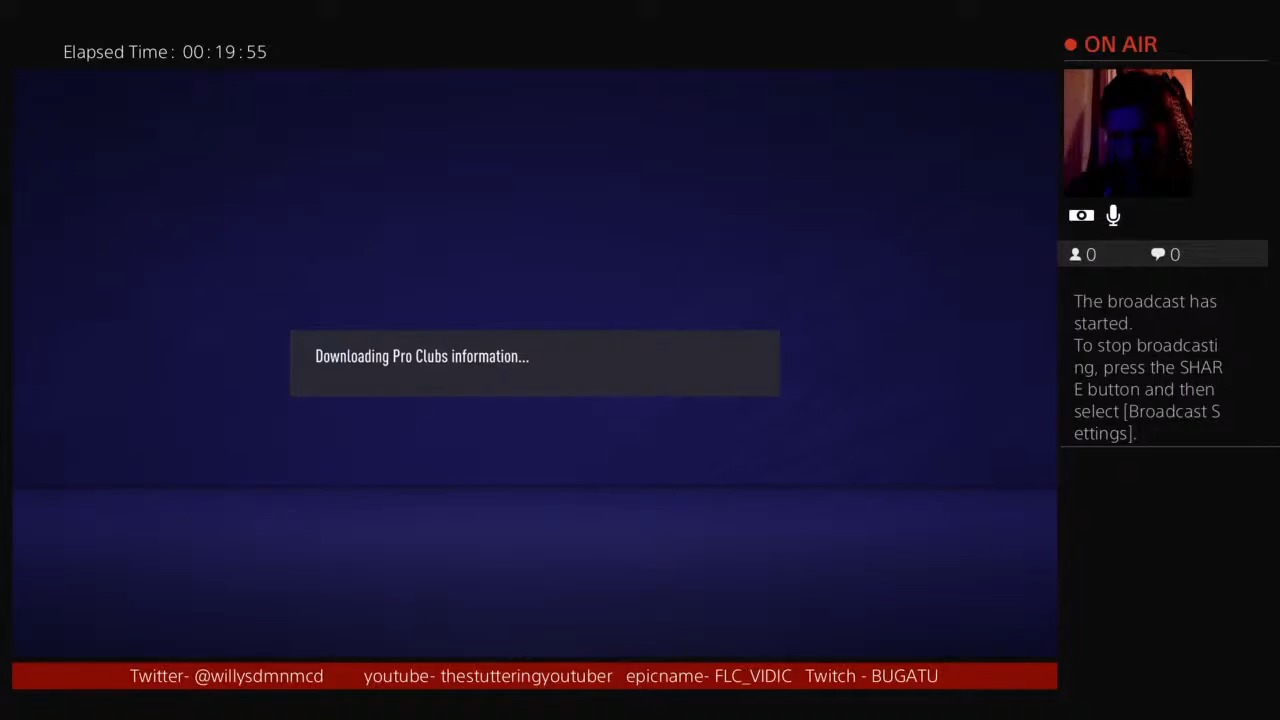 Elapsed Time: 00:19:55
ON AIR
0 0
The broadcast has
started.
To stop broadcasti
ng, press the SHAR
E button and then
select [Broadcast S
ettings].
Downloading Pro Clubs information...
Twitter- @willysdmnmcd youtube- thestutteringyoutuber epicname- FLC_VIDIC Twitch - BUGATU